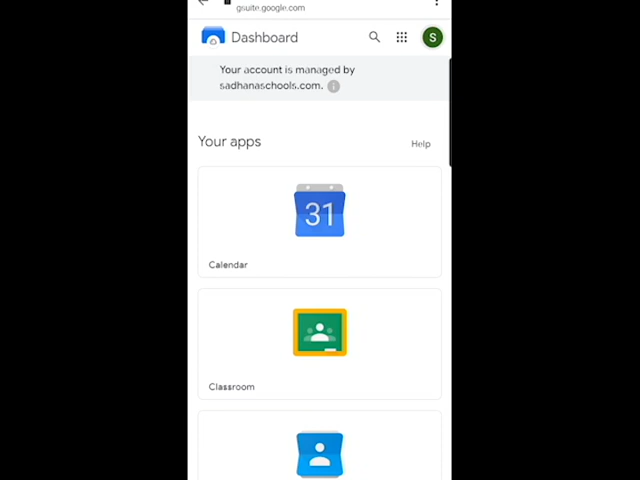 gsuite.google.com
Dashboard
S
Your account is managed by
sadhanaschools.com.
Your apps
Help
31
Calendar
Classroom